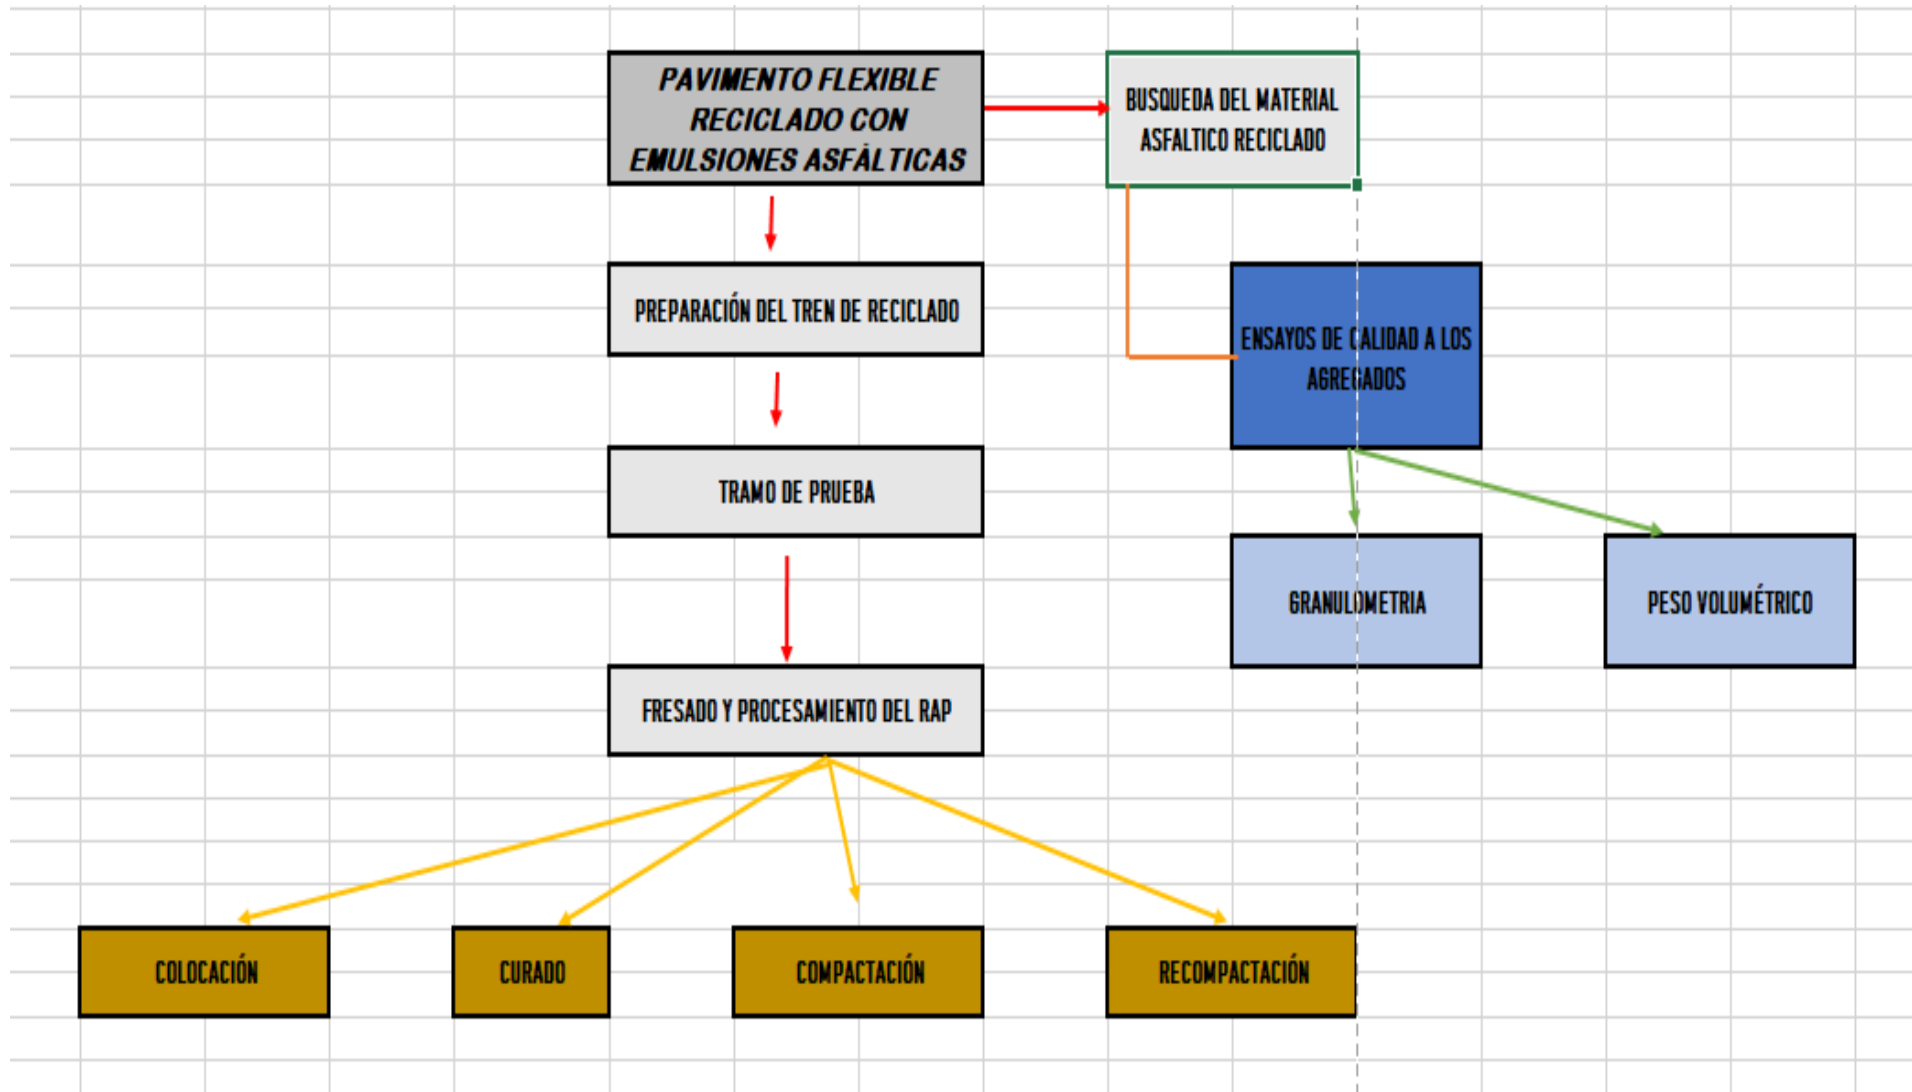 PAVIMENTO FLEXIBLE
RECICLADO CON
EMULSIONES ASFÁLTICAS
BUSQUEDA DEL MATERIAL
ASFALTICO RECICLADO
PREPARACIÓN DEL TREN DE RECICLADO
ENSAYOS DE CALIDAD A LOS
AGREGADOS
TRAMO DE PRUEBA
GRANULOMETRIA
PESO VOLUMÉTRICO
FRESADO Y PROCESAMIENTO DEL RAP
COLOCACIÓN
CURADO
COMPACTACIÓN
RECOMPACTACIÓN